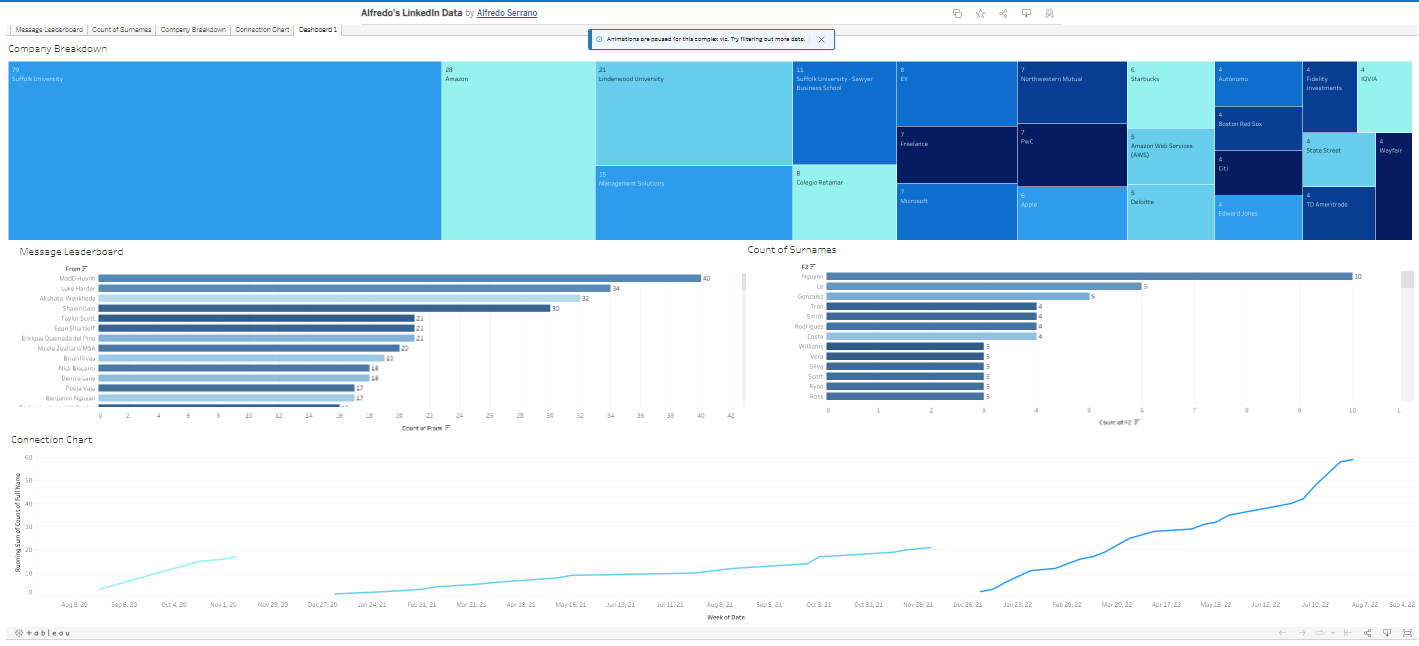 Alfredo's LinkedIn Data by Alfredo Serrano
Message Leaderboard Count of Surnames Company Breakdown Connection Chart Dashboard 1
Animations are paused for this complex viz. Try filtering out more data.
Company Breakdown
79
Suffolk University
28
Amazon
21
Lindenwood University
15
Management Solutions
11
Suffolk University - Sawyer
Business School
8
Colegio Retamar
8
EY
7
Freelance
7
Microsoft
7
Northwestern Mutual
7
PwC
6
Apple
6
Starbucks
5
Amazon Web Services
(AWS)
5
Deloitte
4
Autónomo
4
Boston Red Sox
4
Citi
4
Edward Jones
4
Fidelity
Investments
4
IQVIA
4
State Street
4
TD Ameritrade
4
Wayfair
Message Leaderboard
From
MadD Huynh 40
Luke Harder 34
Akshata Wankhede 32
Shawn Cain 30
Taylor Scott 21
Sean Shurtleff 21
Enrique Quemada del Pino 21
Nicole Zouharis MSA 20
Brian Rivas 19
Nick Bisconti 18
Dennis Lane 18
Pooja Vaja 17
Benjamin Nguyen 17
0 2 4 6 8 10 12 14 16 18 20 22 24 26 28 30 32 34 36 38 40 42
Count of From
Count of Surnames
F2
Nguyen 10
Le 6
Gonzalez 5
Tran 4
Smith 4
Rodriguez 4
Costa 4
Williams 3
Vera 3
Silva 3
Scott 3
Ryan 3
Ross 3
0 1 2 3 4 5 6 7 8 9 10 1
Count of F2
Connection Chart
Running Sum of Count of Full Name
60
50
40
30
20
10
0
Aug 9, 20 Sep 6, 20 Oct 4, 20 Nov 1, 20 Nov 29, 20 Dec 27, 20 Jan 24, 21 Feb 21, 21 Mar 21, 21 Apr 18, 21 May 16, 21 Jun 13, 21 Jul 11, 21 Aug 8, 21 Sep 5, 21 Oct 3, 21 Oct 31, 21 Nov 28, 21 Dec 26, 21 Jan 23, 22 Feb 20, 22 Mar 20, 22 Apr 17, 22 May 15, 22 Jun 12, 22 Jul 10, 22 Aug 7, 22 Sep 4, 22
Week of Date
+ableau